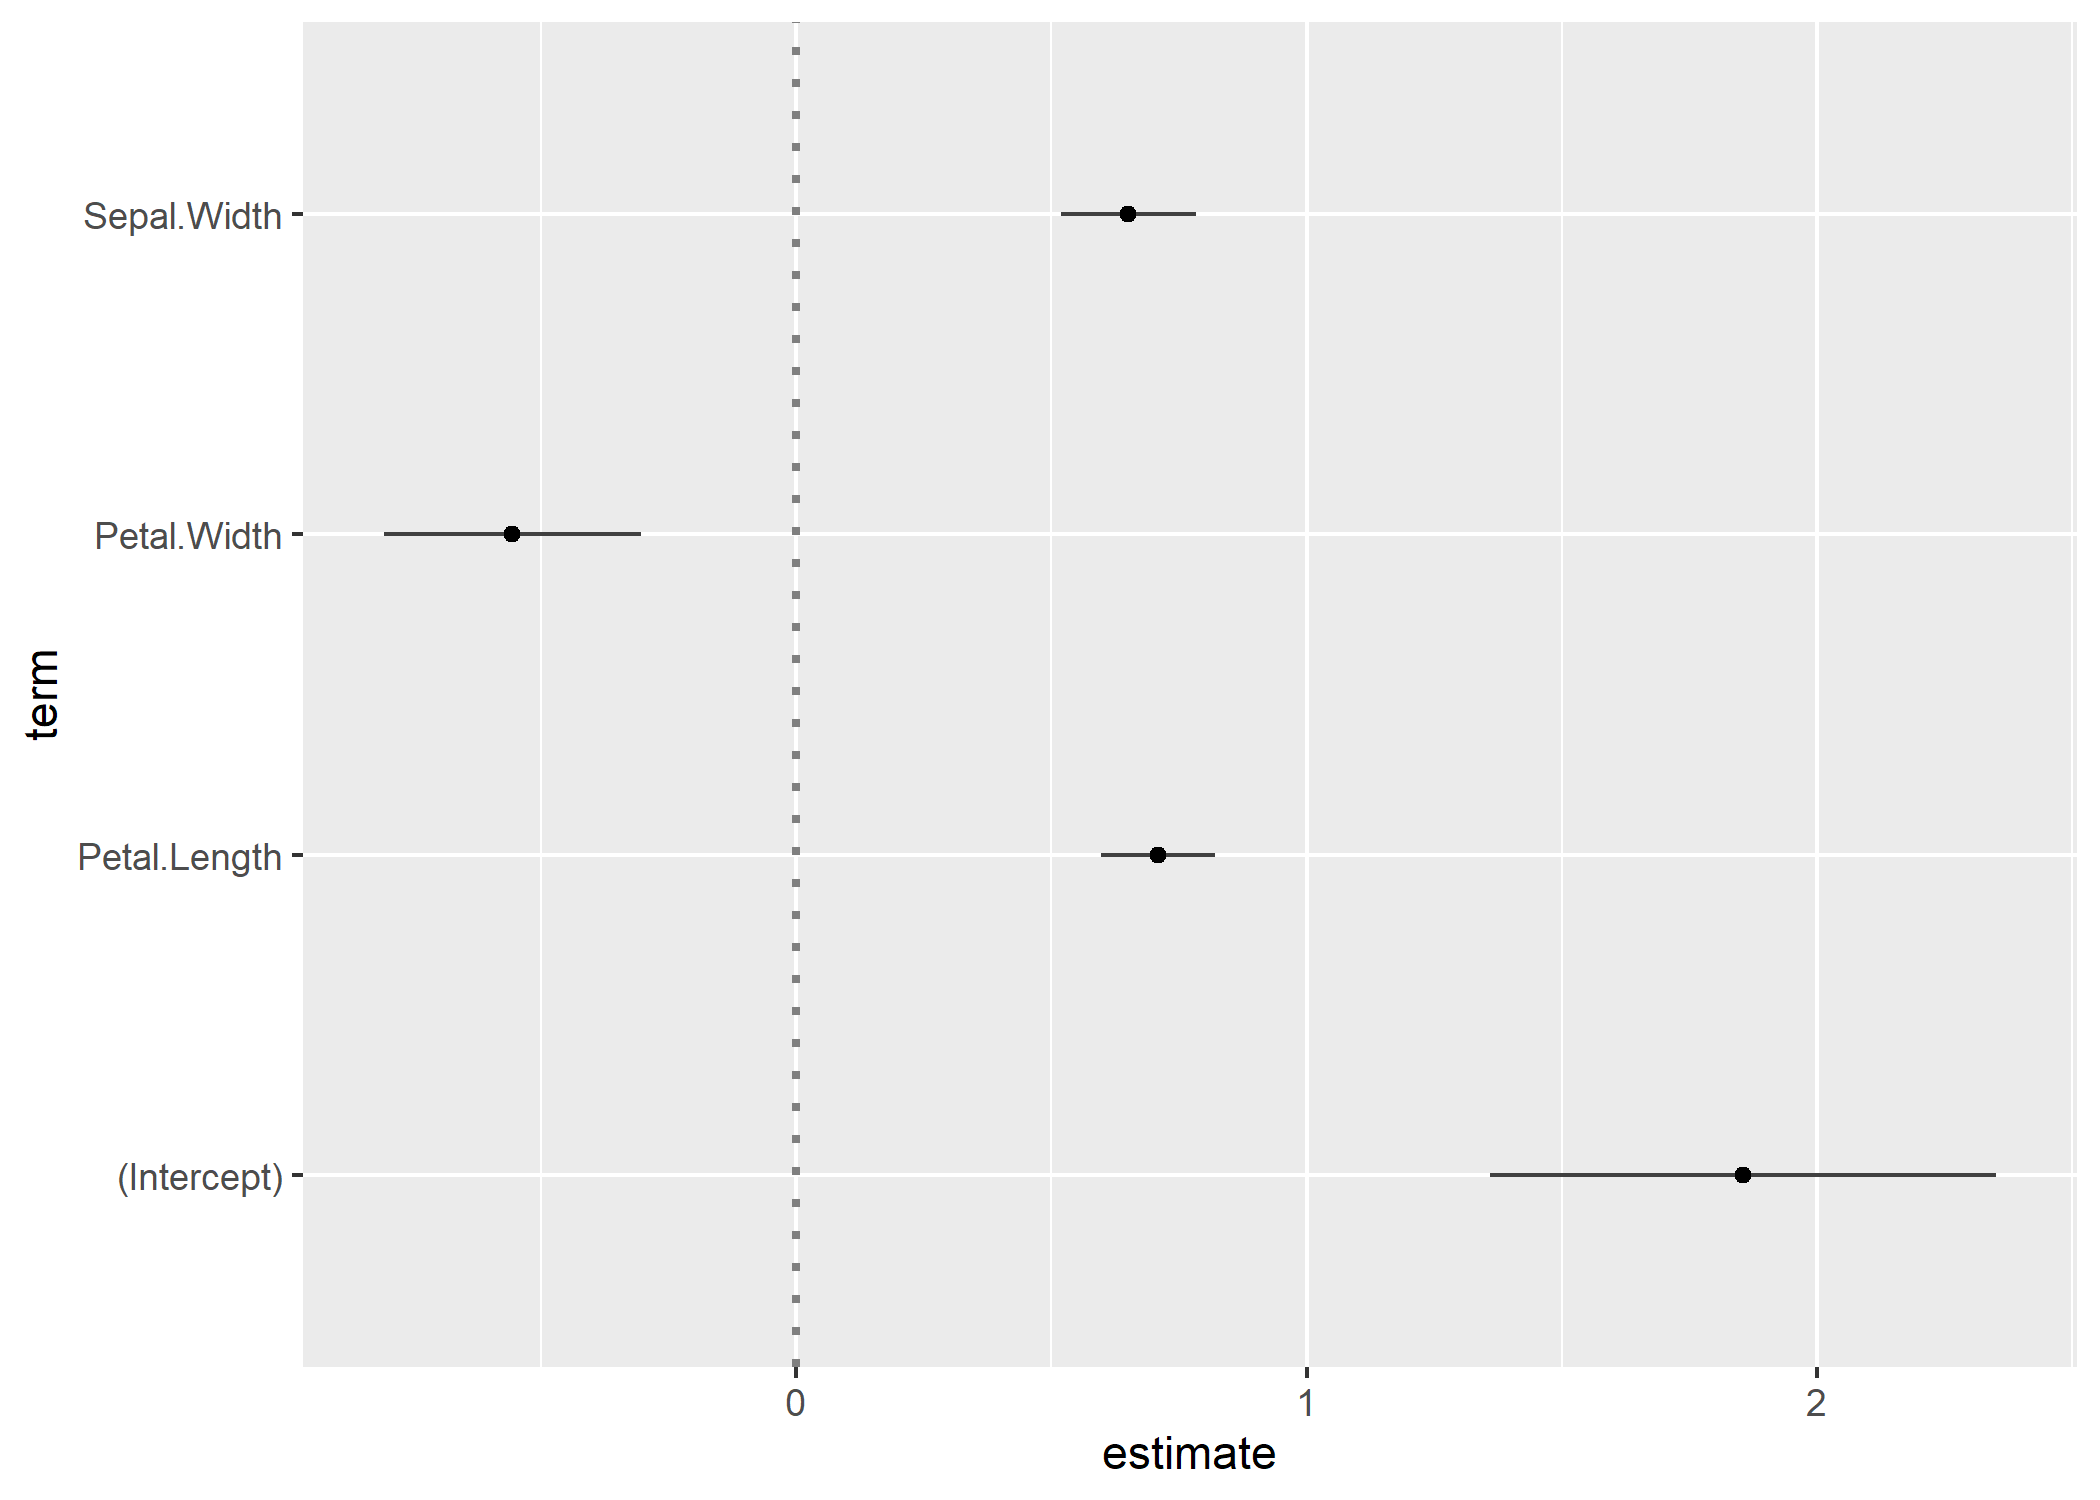 Sepal.Width
Petal.Width
term
Petal.Length
(Intercept)
0 1 2
estimate